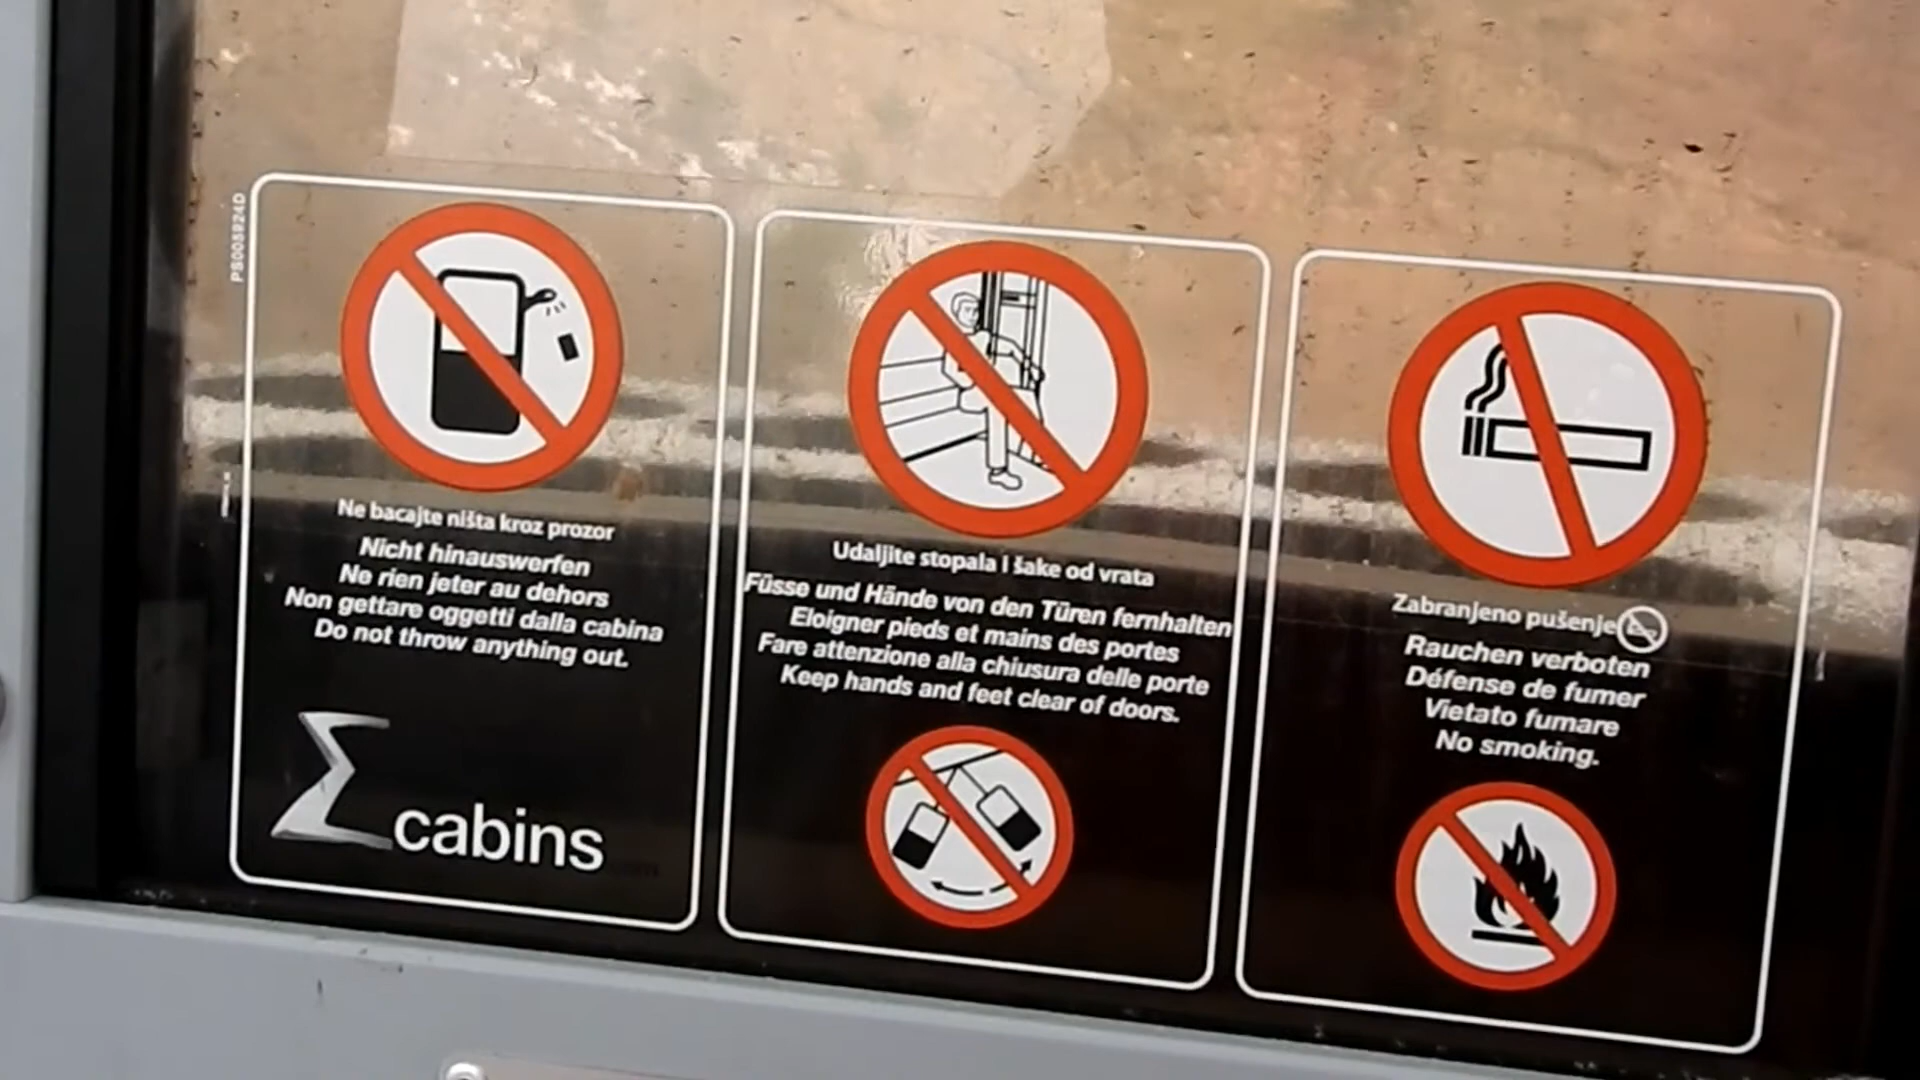 PB003924D
Ne bacajte ništa kroz prozor
Nicht hinauswerfen
Ne rien jeter au dehors
Non gettare oggetti dalla cabina
Do not throw anything out.
cabins
Udaljite stopala i šake od vrata
Füsse und Hände von den Türen fernhalten
Eloigner pieds et mains des portes
Fare attenzione alla chiusura delle porte
Keep hands and feet clear of doors.
Zabranjeno pušenje
Rauchen verboten
Défense de fumer
Vietato fumare
No smoking.